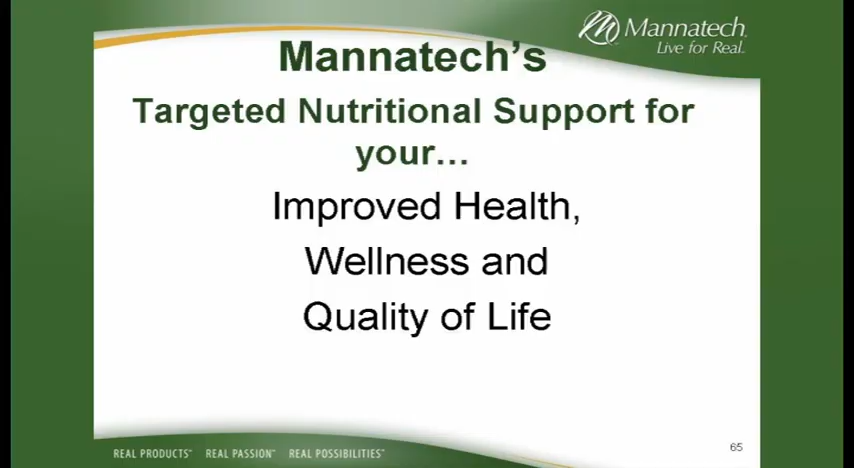 Mannatech
Live for Real™
Mannatech's
Targeted Nutritional Support for
your...
Improved Health,
Wellness and
Quality of Life
65
REAL PRODUCTS™ REAL PASSION™ REAL POSSIBILITIES™